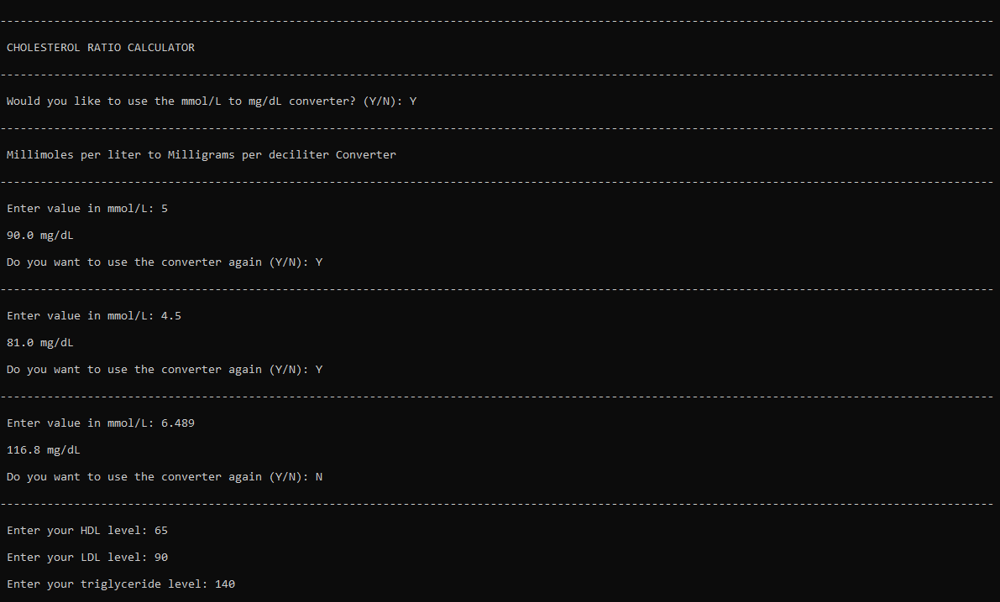 --------------------------------------------------------------------------------------------------------------------------------------------------
CHOLESTEROL RATIO CALCULATOR
--------------------------------------------------------------------------------------------------------------------------------------------------
Would you like to use the mmol/L to mg/dL converter? (Y/N): Y
--------------------------------------------------------------------------------------------------------------------------------------------------
Millimoles per liter to Milligrams per deciliter Converter
--------------------------------------------------------------------------------------------------------------------------------------------------
Enter value in mmol/L: 5
90.0 mg/dL
Do you want to use the converter again (Y/N): Y
--------------------------------------------------------------------------------------------------------------------------------------------------
Enter value in mmol/L: 4.5
81.0 mg/dL
Do you want to use the converter again (Y/N): Y
--------------------------------------------------------------------------------------------------------------------------------------------------
Enter value in mmol/L: 6.489
116.8 mg/dL
Do you want to use the converter again (Y/N): N
--------------------------------------------------------------------------------------------------------------------------------------------------
Enter your HDL level: 65
Enter your LDL level: 90
Enter your triglyceride level: 140